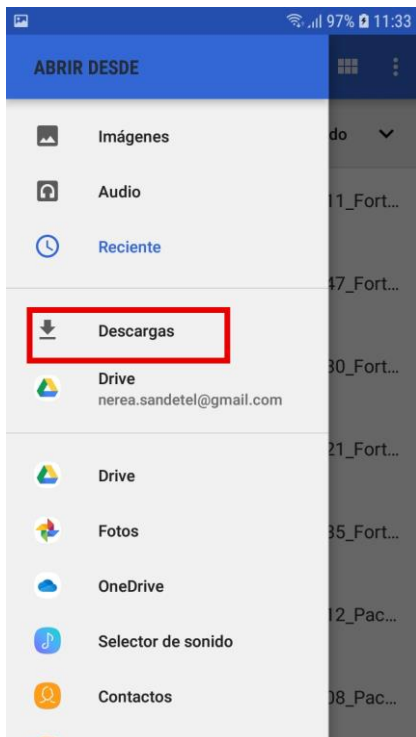 97% 11:33
ABRIR DESDE
Imágenes
do
Audio
11_Fort...
Reciente
47_Fort...
Descargas
30_Fort...
Drive
nerea.sandetel@gmail.com
21_Fort...
Drive
Fotos
35_Fort...
OneDrive
12_Pac...
Selector de sonido
Contactos
08_Pac...